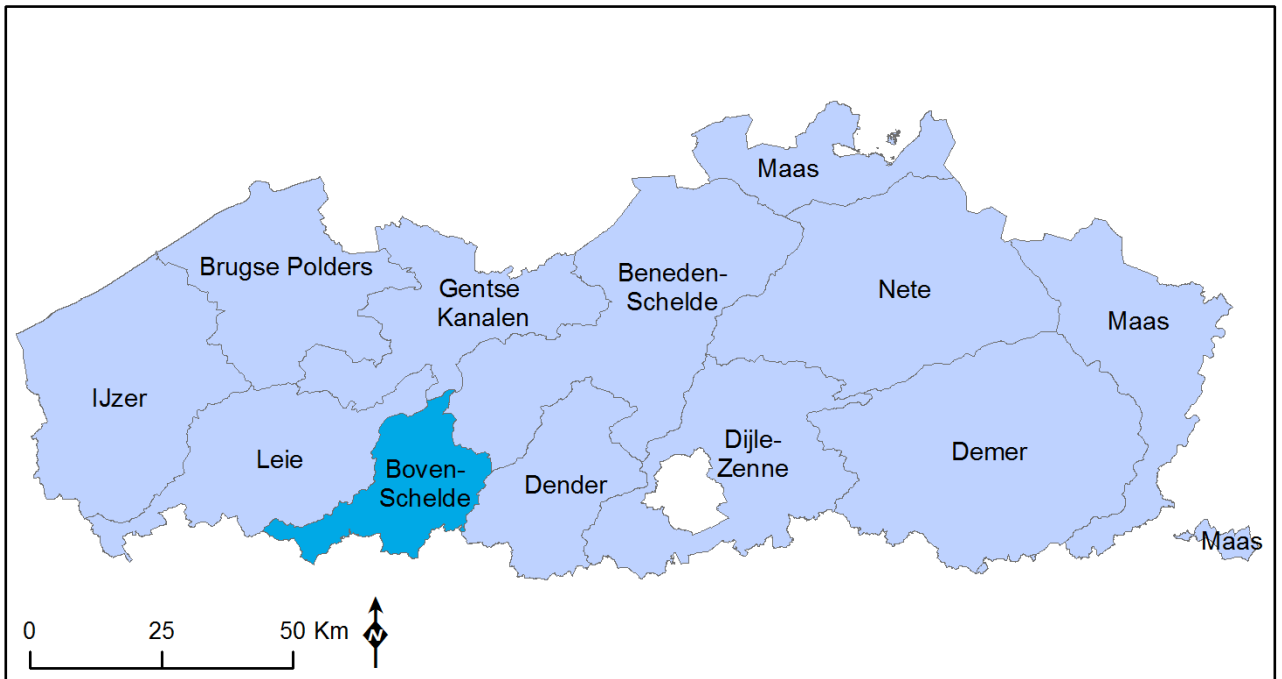 Maas
Brugse Polders
Gentse
Kanalen
Beneden-
Schelde
Nete
Maas
IJzer
Leie
Boven-
Schelde
Dender
Dijle-
Zenne
Demer
Maas
0 25 50 Km
N